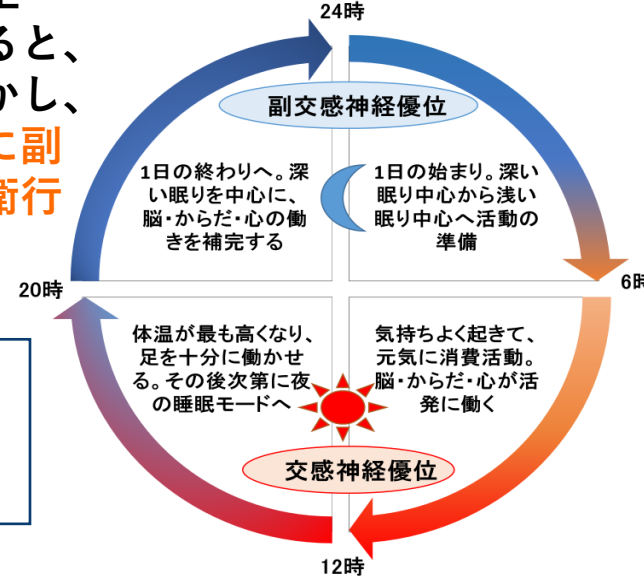 ると、
かし、
に副
衛行
24時
副交感神経優位
1日の終わりへ。深
い眠りを中心に、
脳・からだ・心の働
きを補完する
1日の始まり。深い
眠り中心から浅い
眠り中心へ活動の
準備
20時
6時
体温が最も高くなり、
足を十分に働かせ
る。その後次第に夜
の睡眠モードへ
気持ちよく起きて、
元気に消費活動。
脳・からだ・心が活
発に働く
交感神経優位
12時